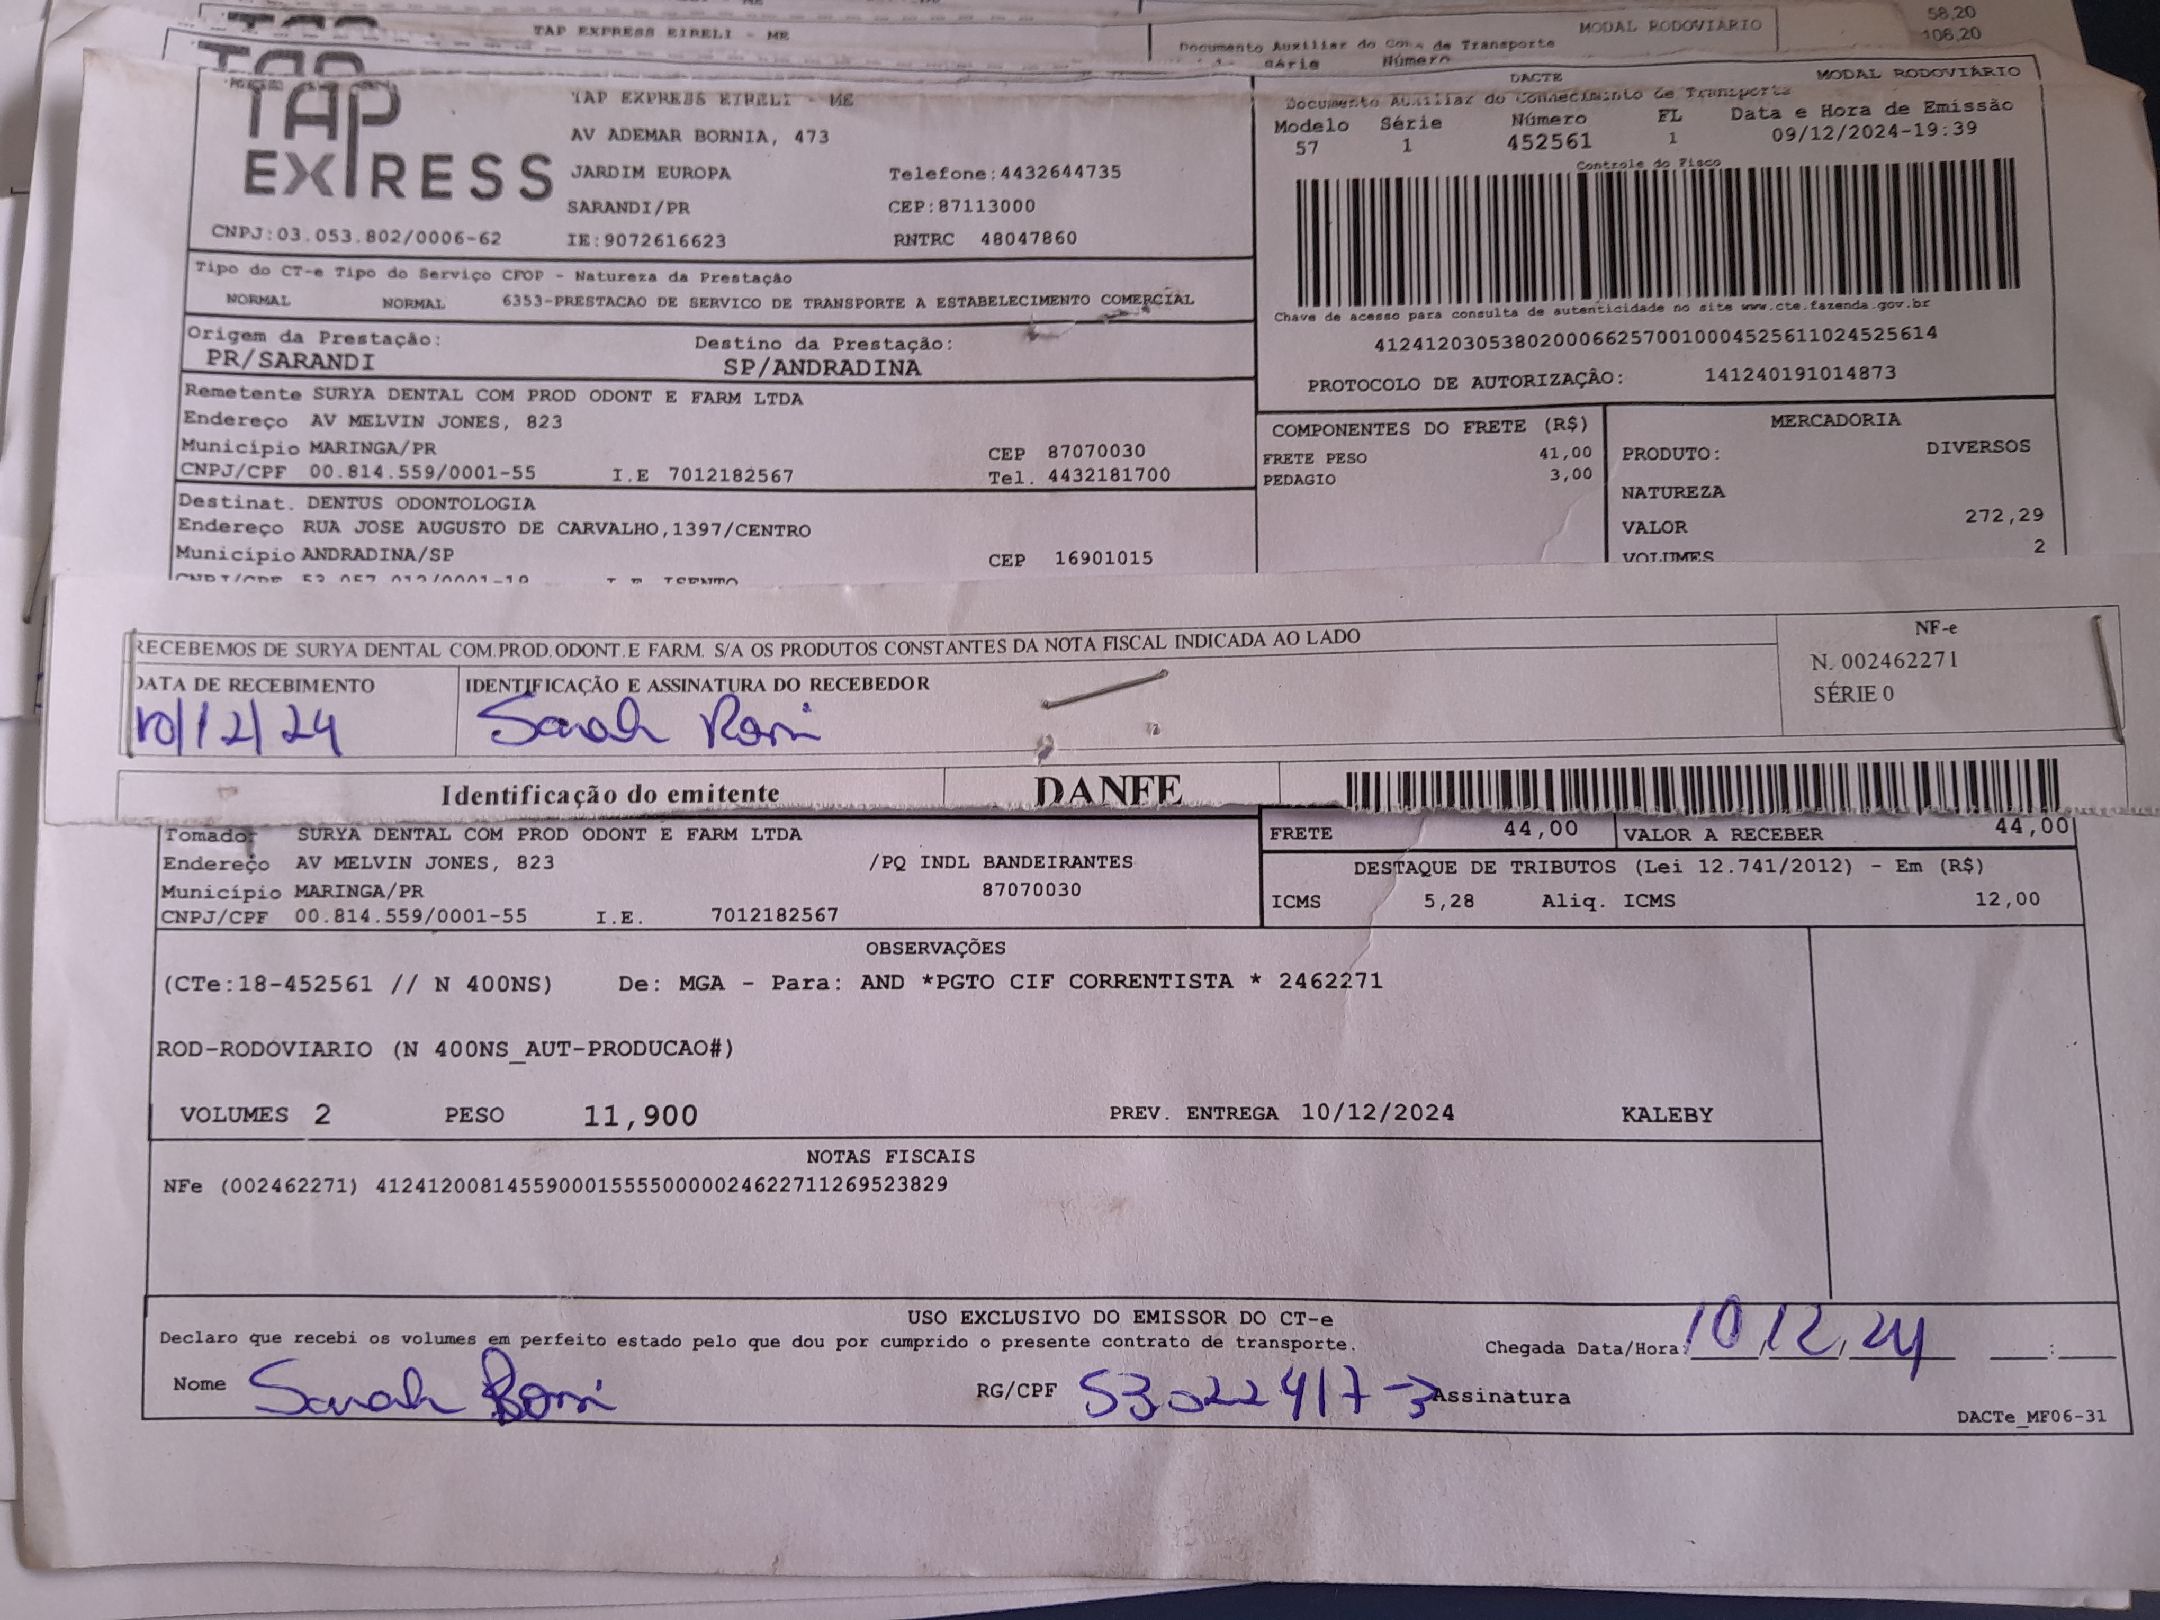 58,20
TAP EXPRESS EIRELI - ME
MODAL RODOVIÁRIO
106,20
Documento Auxiliar do de Transporte
Série Número
TAP EXPRESS
TAP EXPRESS EIRELI - ME
AV ADEMAR BORNIA, 473
JARDIM EUROPA Telefone:4432644735
SARANDI/PR CEP:87113000
CNPJ:03.053.802/0006-62 IE:9072616623 RNTRC 48047860
DACTE MODAL RODOVIÁRIO
Documento Auxiliar do Conhecimento de Transporte
Modelo Série Número FL Data e Hora de Emissão
57 1 452561 1 09/12/2024-19:39
Controle do Fisco
Chave de acesso para consulta de autenticidade no site www.cte.fazenda.gov.br
41241203053802000662570010004525611024525614
PROTOCOLO DE AUTORIZAÇÃO: 141240191014873
Tipo do CT-e Tipo do Serviço CFOP - Natureza da Prestação
NORMAL NORMAL 6353-PRESTACAO DE SERVICO DE TRANSPORTE A ESTABELECIMENTO COMERCIAL
Origem da Prestação: Destino da Prestação:
PR/SARANDI SP/ANDRADINA
Remetente SURYA DENTAL COM PROD ODONT E FARM LTDA
Endereço AV MELVIN JONES, 823
Município MARINGA/PR CEP 87070030
CNPJ/CPF 00.814.559/0001-55 I.E 7012182567 Tel. 4432181700
Destinat. DENTUS ODONTOLOGIA
Endereço RUA JOSE AUGUSTO DE CARVALHO,1397/CENTRO
Município ANDRADINA/SP CEP 16901015
COMPONENTES DO FRETE (R$)
FRETE PESO 41,00
PEDAGIO 3,00
MERCADORIA
PRODUTO: DIVERSOS
NATUREZA
VALOR 272,29
VOLUMES 2
RECEBEMOS DE SURYA DENTAL COM.PROD.ODONT.E FARM. S/A OS PRODUTOS CONSTANTES DA NOTA FISCAL INDICADA AO LADO
NF-e
N. 002462271
SÉRIE 0
DATA DE RECEBIMENTO IDENTIFICAÇÃO E ASSINATURA DO RECEBEDOR
10/12/24 Sarah
Identificação do emitente DANFE
Tomador SURYA DENTAL COM PROD ODONT E FARM LTDA
Endereço AV MELVIN JONES, 823 /PQ INDL BANDEIRANTES
Município MARINGA/PR 87070030
CNPJ/CPF 00.814.559/0001-55 I.E. 7012182567
FRETE 44,00 VALOR A RECEBER 44,00
DESTAQUE DE TRIBUTOS (Lei 12.741/2012) - Em (R$)
ICMS 5,28 Aliq. ICMS 12,00
OBSERVAÇÕES
(CTe:18-452561 // N 400NS) De: MGA - Para: AND *PGTO CIF CORRENTISTA * 2462271
ROD-RODOVIARIO (N 400NS_AUT-PRODUCAO#)
VOLUMES 2 PESO 11,900 PREV. ENTREGA 10/12/2024 KALEBY
NOTAS FISCAIS
NFe (002462271) 41241200814559000155550000024622711269523829
USO EXCLUSIVO DO EMISSOR DO CT-e
Declaro que recebi os volumes em perfeito estado pelo que dou por cumprido o presente contrato de transporte. Chegada Data/Hora: 10/12/24 :
Nome Sarah RG/CPF Assinatura
DACTe_MF06-31